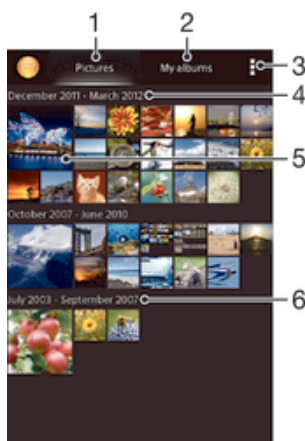 1
2
Pictures
My albums
3
December 2011 - March 2012
4
5
October 2007 - June 2010
July 2003 - September 2007
6